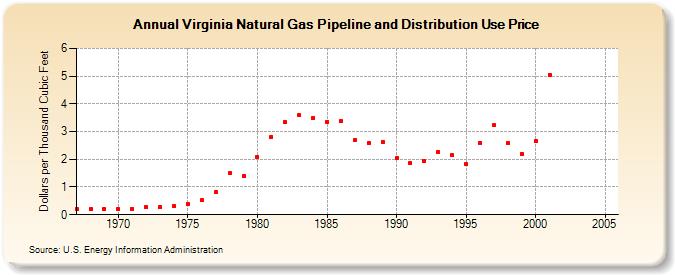 Annual Virginia Natural Gas Pipeline and Distribution Use Price
Dollars per Thousand Cubic Feet
6
5
4
3
2
1
0
1970 1975 1980 1985 1990 1995 2000 2005
Source: U.S. Energy Information Administration